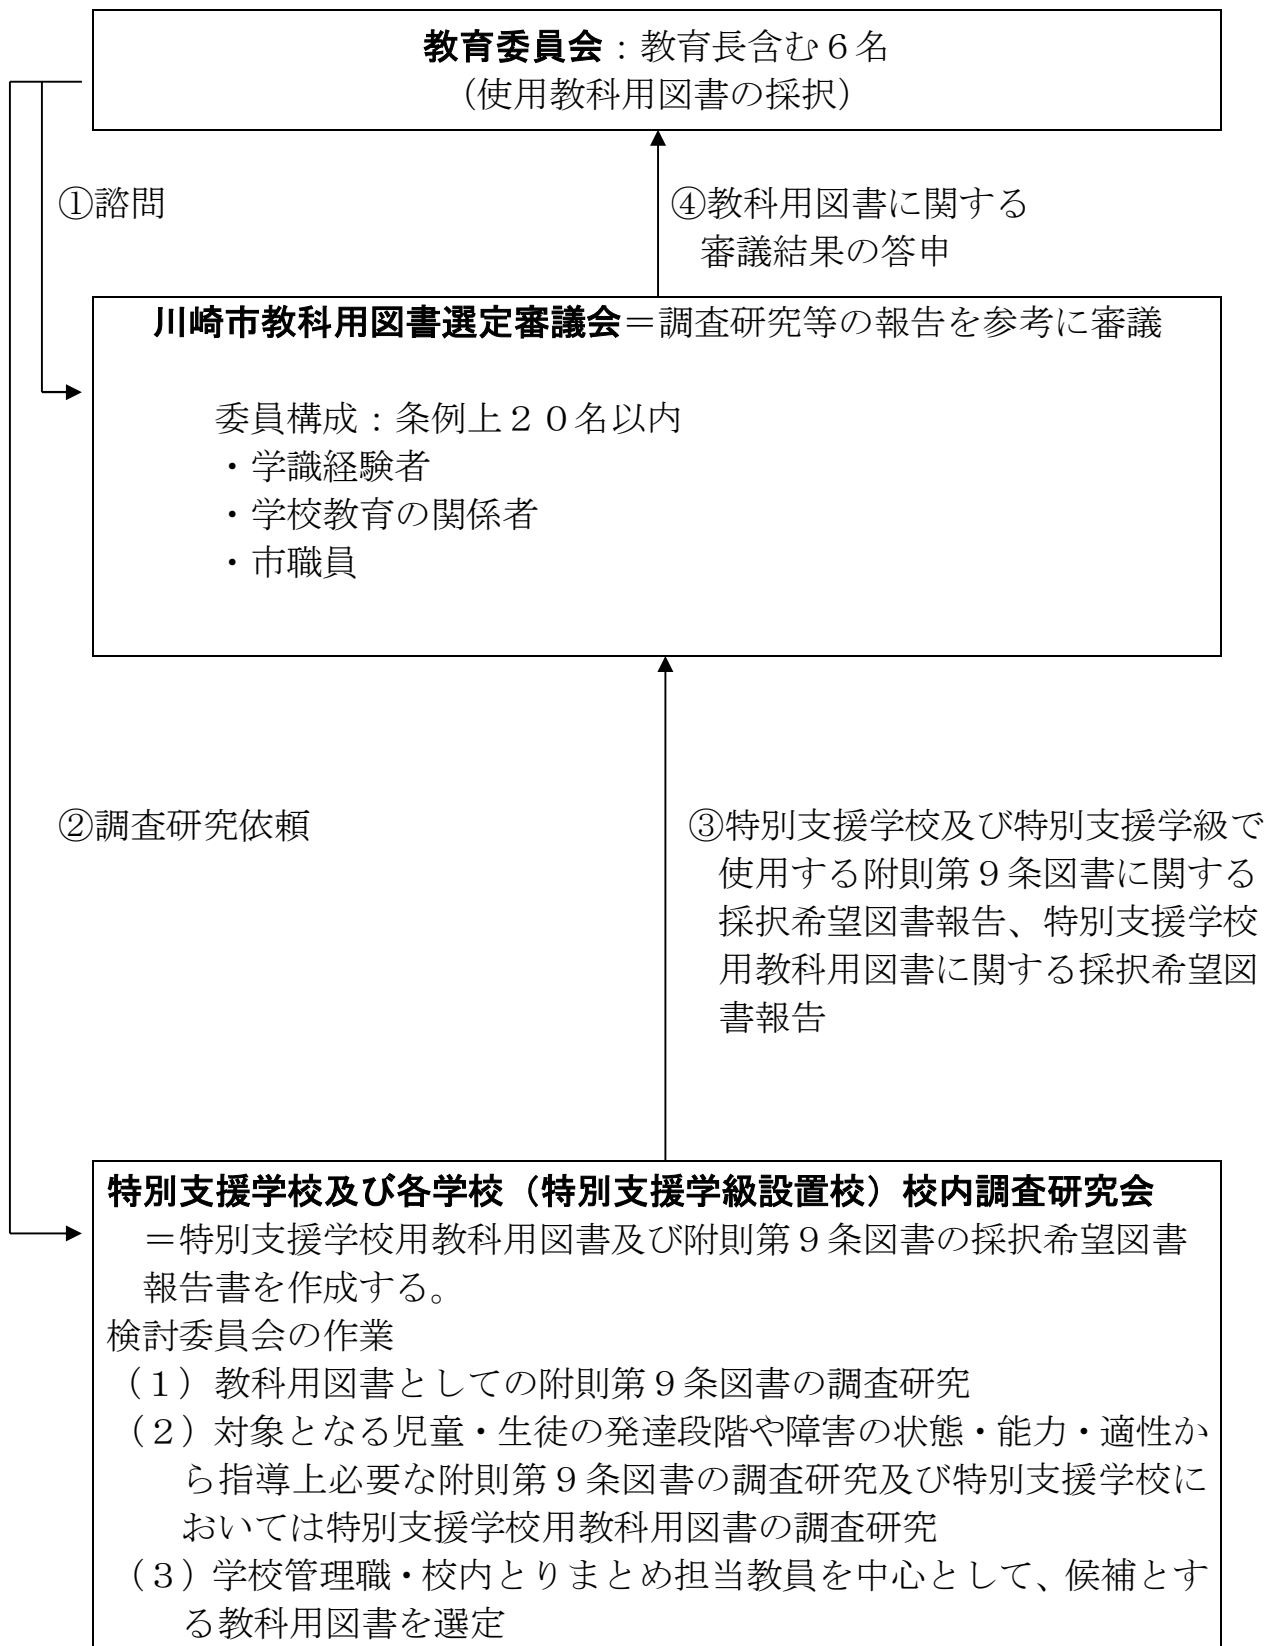 教育委員会：教育長含む６名
（使用教科用図書の採択）
①諮問
④教科用図書に関する
審議結果の答申
川崎市教科用図書選定審議会＝調査研究等の報告を参考に審議
委員構成：条例上２０名以内
・学識経験者
・学校教育の関係者
・市職員
②調査研究依頼
③特別支援学校及び特別支援学級で
使用する附則第９条図書に関する
採択希望図書報告、特別支援学校
用教科用図書に関する採択希望図
書報告
特別支援学校及び各学校（特別支援学級設置校）校内調査研究会
＝特別支援学校用教科用図書及び附則第９条図書の採択希望図書
報告書を作成する。
検討委員会の作業
（１）教科用図書としての附則第９条図書の調査研究
（２）対象となる児童・生徒の発達段階や障害の状態・能力・適性か
ら指導上必要な附則第９条図書の調査研究及び特別支援学校に
おいては特別支援学校用教科用図書の調査研究
（３）学校管理職・校内とりまとめ担当教員を中心として、候補とす
る教科用図書を選定